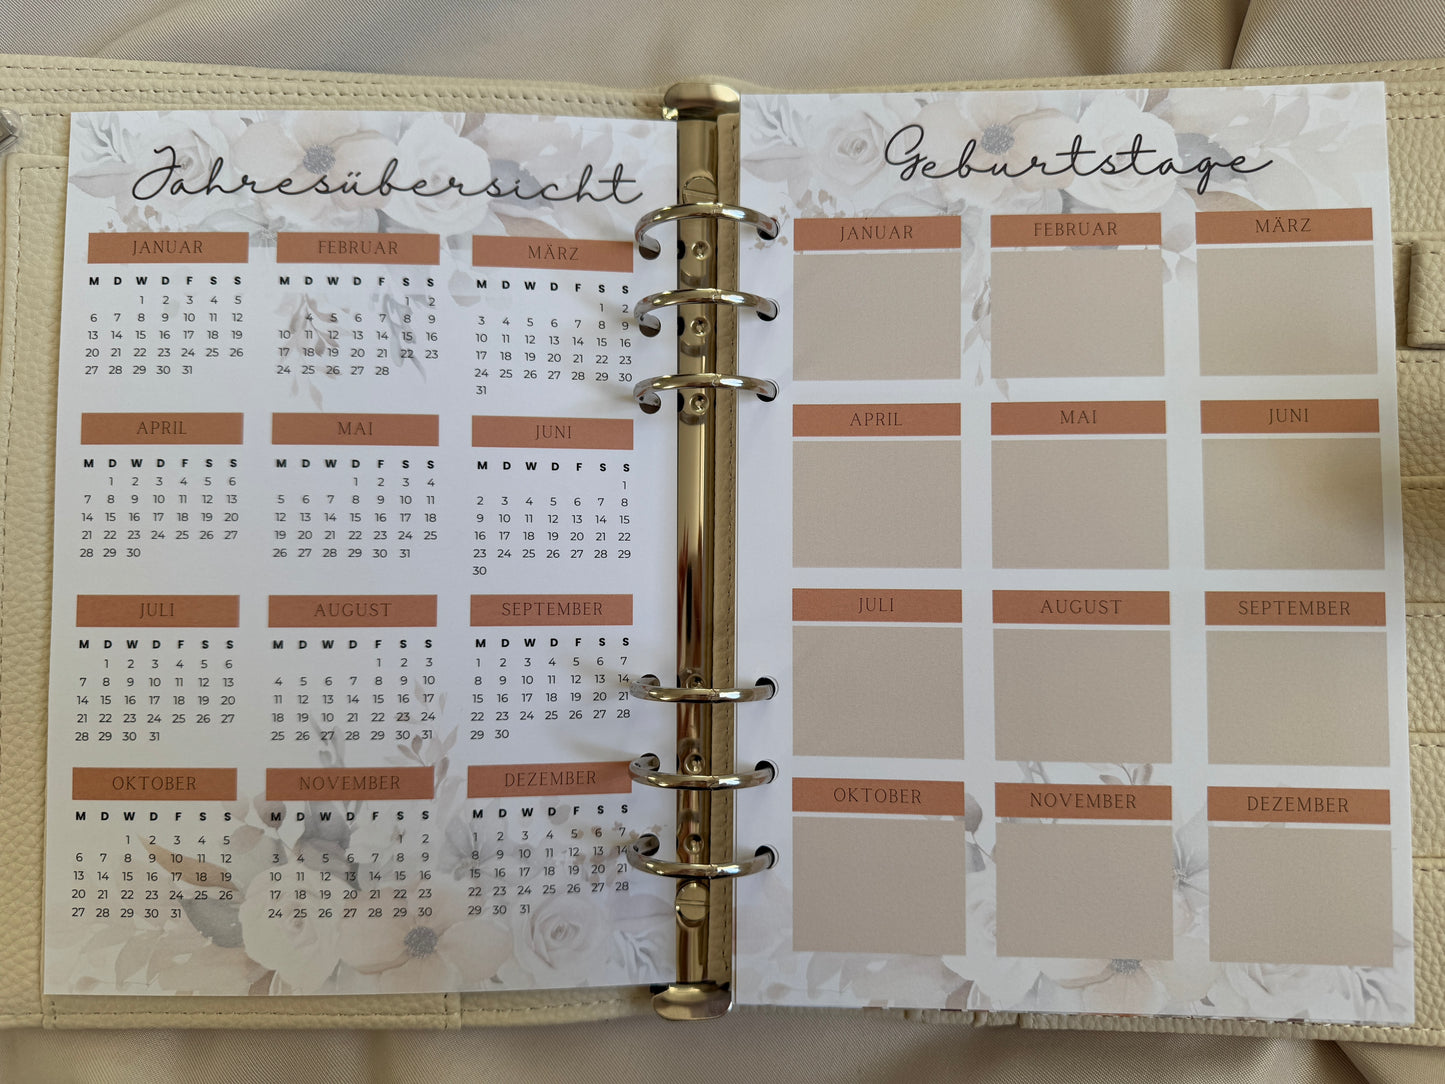 Jahresübersicht
JANUAR
M D W D F S S
1 2 3 4 5
6 7 8 9 10 11 12
13 14 15 16 17 18 19
20 21 22 23 24 25 26
27 28 29 30 31
FEBRUAR
M D W D F S S
1 2
4 5 6 7 8 9
10 11 12 13 14 15 16
17 18 19 20 21 22 23
24 25 26 27 28
MÄRZ
M D W D F S S
1 2
3 4 5 6 7 8 9
10 11 12 13 14 15 16
17 18 19 20 21 22 23
24 25 26 27 28 29 30
31
APRIL
M D W D F S S
1 2 3 4 5 6
7 8 9 10 11 12 13
14 15 16 17 18 19 20
21 22 23 24 25 26 27
28 29 30
MAI
M D W D F S S
1 2 3 4
5 6 7 8 9 10 11
12 13 14 15 16 17 18
19 20 21 22 23 24 25
26 27 28 29 30 31
JUNI
M D W D F S S
1
2 3 4 5 6 7 8
9 10 11 12 13 14 15
16 17 18 19 20 21 22
23 24 25 26 27 28 29
30
JULI
M D W D F S S
1 2 3 4 5 6
7 8 9 10 11 12 13
14 15 16 17 18 19 20
21 22 23 24 25 26 27
28 29 30 31
AUGUST
M D W D F S S
1 2 3
4 5 6 7 8 9 10
11 12 13 14 15 16 17
18 19 20 21 22 23 24
25 26 27 28 29 30 31
SEPTEMBER
M D W D F S S
1 2 3 4 5 6 7
8 9 10 11 12 13 14
15 16 17 18 19 20 21
22 23 24 25 26 27 28
29 30
OKTOBER
M D W D F S S
1 2 3 4 5
6 7 8 9 10 11 12
13 14 15 16 17 18 19
20 21 22 23 24 25 26
27 28 29 30 31
NOVEMBER
M D W D F S S
1 2
3 4 5 6 7 8 9
10 11 12 13 14 15 16
17 18 19 20 21 22 23
24 25 26 27 28 29 30
DEZEMBER
M D W D F S S
1 2 3 4 5 6 7
8 9 10 11 12 13 14
15 16 17 18 19 20 21
22 23 24 25 26 27 28
29 30 31
Geburtstage
JANUAR
FEBRUAR
MÄRZ
APRIL
MAI
JUNI
JULI
AUGUST
SEPTEMBER
OKTOBER
NOVEMBER
DEZEMBER